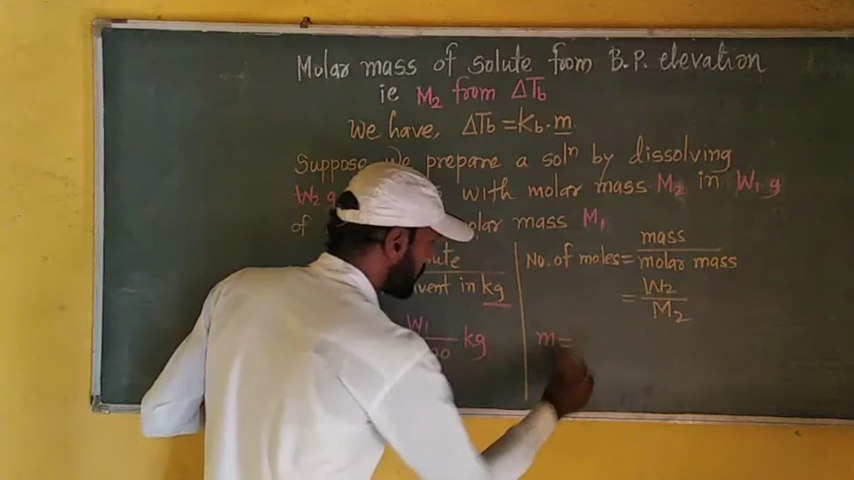 Molar mass of solute from B.P. elevation
ie M₂ from ΔTb
We have, ΔTb = Kb . m
Suppose we prepare a solⁿ by dissolving
W₂ g with molar mass M₂ in W₁ g
of molar mass M₁
No. of moles = mass / molar mass
= W₂ / M₂
in kg
W₁ kg
m =